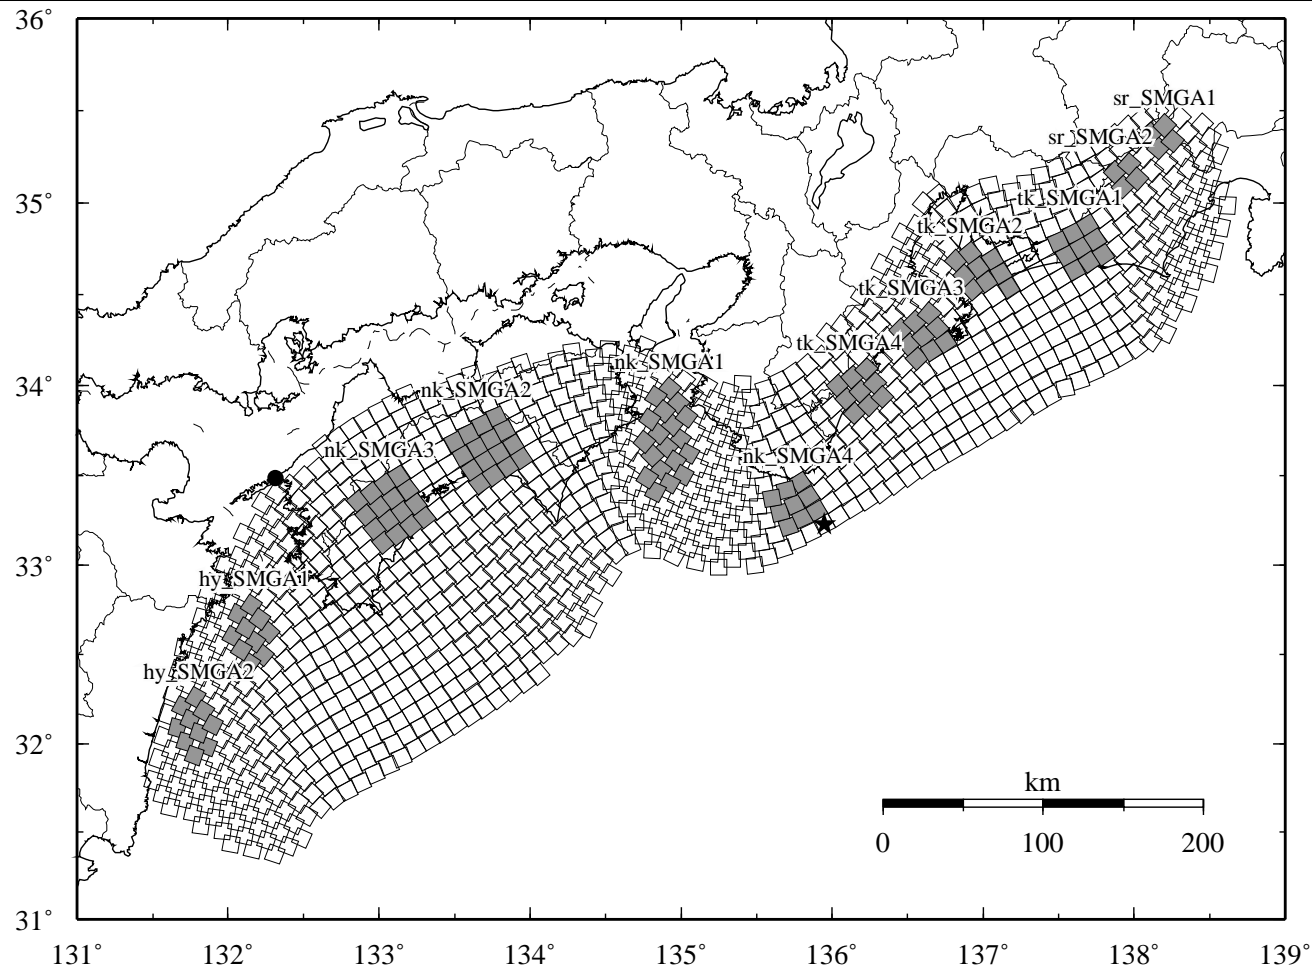 36°
35°
34°
33°
32°
31°
sr_SMGA1
sr_SMGA2
tk_SMGA1
tk_SMGA2
tk_SMGA3
tk_SMGA4
nk_SMGA1
nk_SMGA2
nk_SMGA3
nk_SMGA4
hy_SMGA1
hy_SMGA2
km
0 100 200
131° 132° 133° 134° 135° 136° 137° 138° 139°